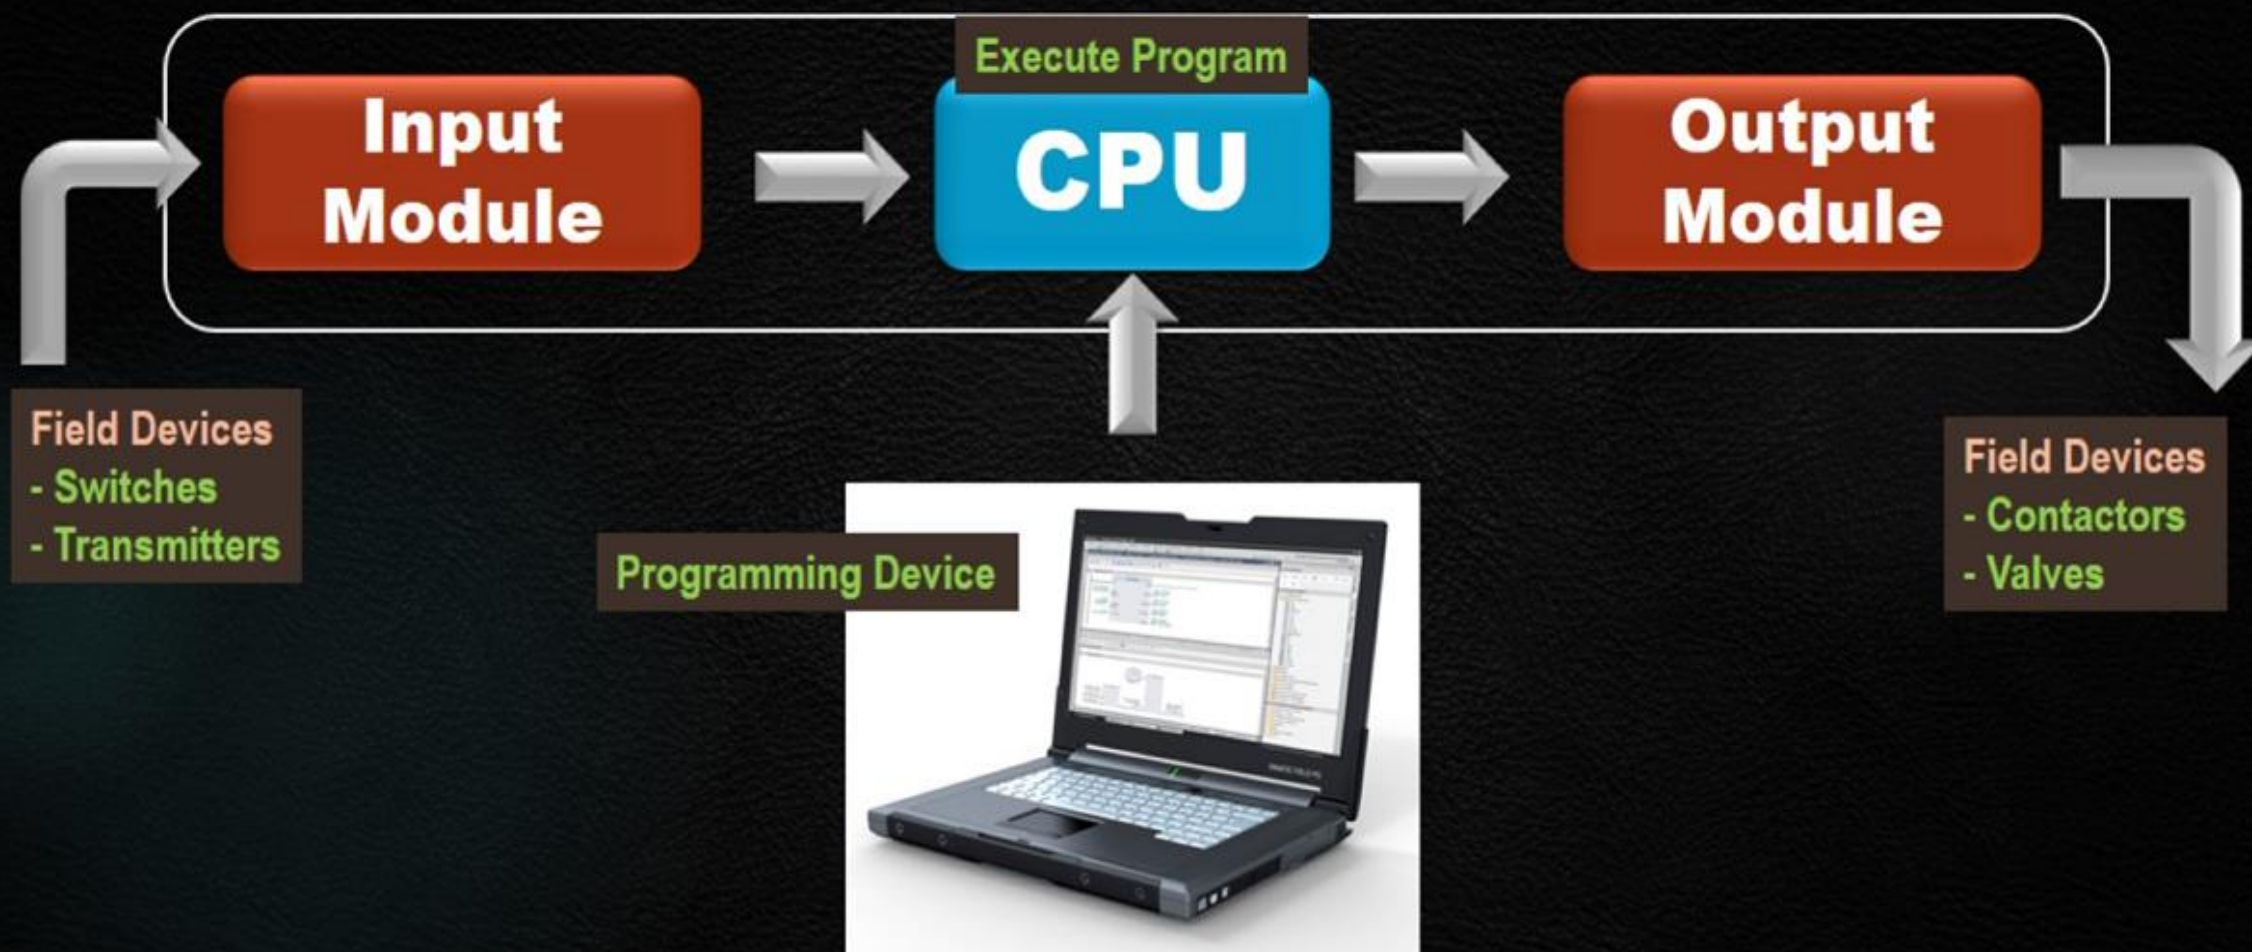 Execute Program
Input
Module
CPU
Output
Module
Field Devices
- Switches
- Transmitters
Programming Device
Field Devices
- Contactors
- Valves